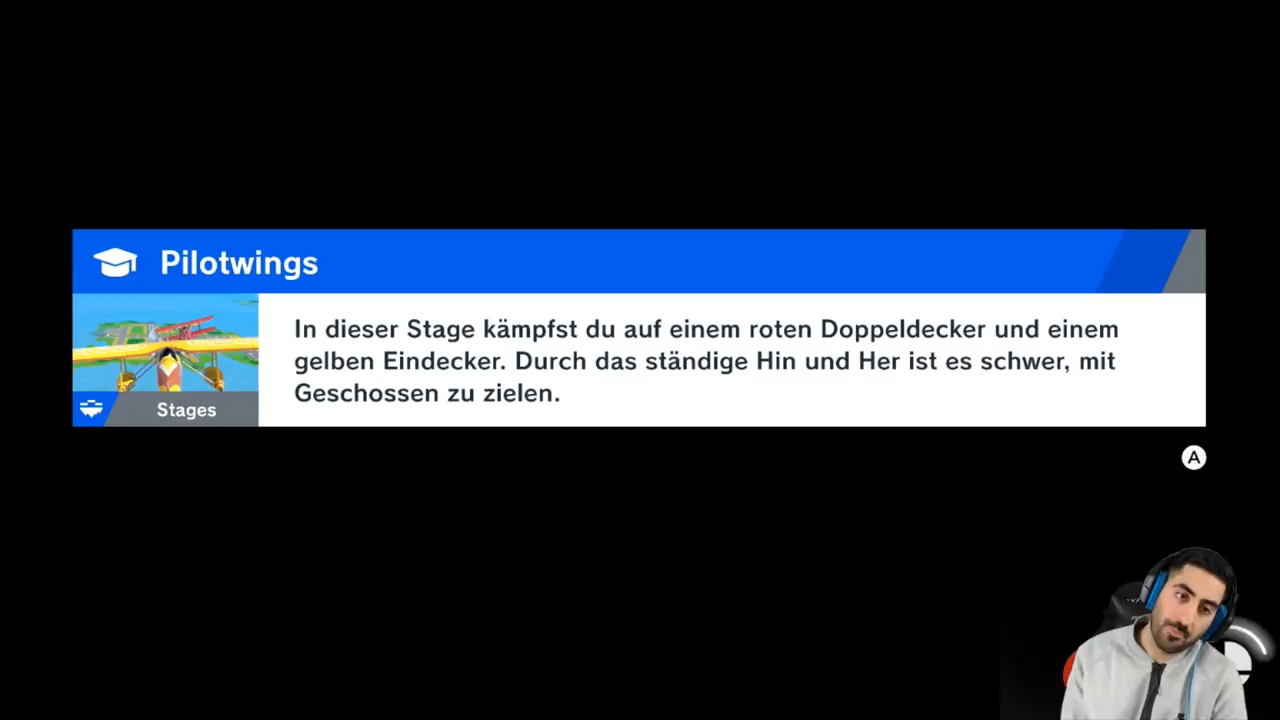 Pilotwings
In dieser Stage kämpfst du auf einem roten Doppeldecker und einem
gelben Eindecker. Durch das ständige Hin und Her ist es schwer, mit
Geschossen zu zielen.
Stages
A